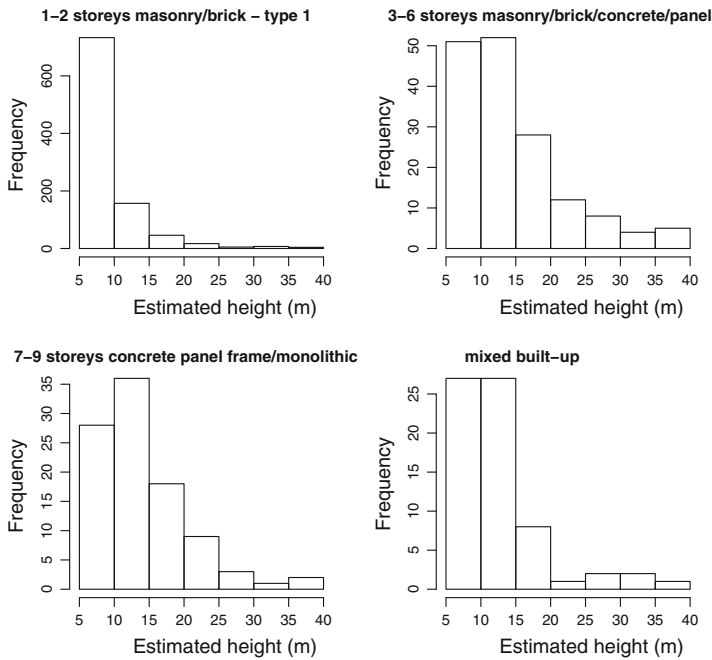 1–2 storeys masonry/brick – type 1
Frequency
0 200 400 600
5 10 15 20 25 30 35 40
Estimated height (m)
3–6 storeys masonry/brick/concrete/panel
Frequency
0 10 20 30 40 50
5 10 15 20 25 30 35 40
Estimated height (m)
7–9 storeys concrete panel frame/monolithic
Frequency
0 5 10 15 20 25 30 35
5 10 15 20 25 30 35 40
Estimated height (m)
mixed built–up
Frequency
0 5 10 15 20 25
5 10 15 20 25 30 35 40
Estimated height (m)